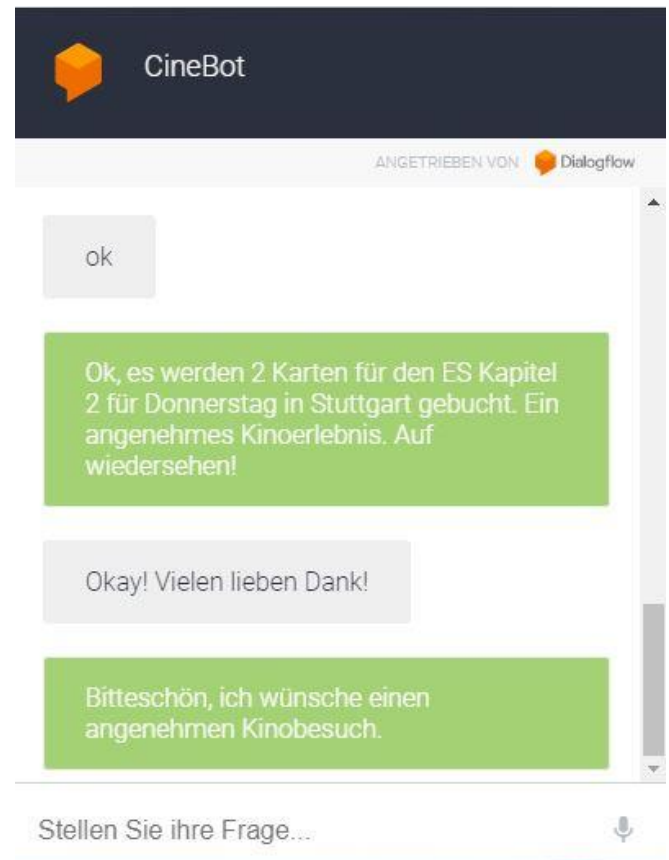 CineBot
ANGETRIEBEN VON Dialogflow
ok
Ok, es werden 2 Karten für den ES Kapitel
2 für Donnerstag in Stuttgart gebucht. Ein
angenehmes Kinoerlebnis. Auf
wiedersehen!
Okay! Vielen lieben Dank!
Bitteschön, ich wünsche einen
angenehmen Kinobesuch.
Stellen Sie ihre Frage...